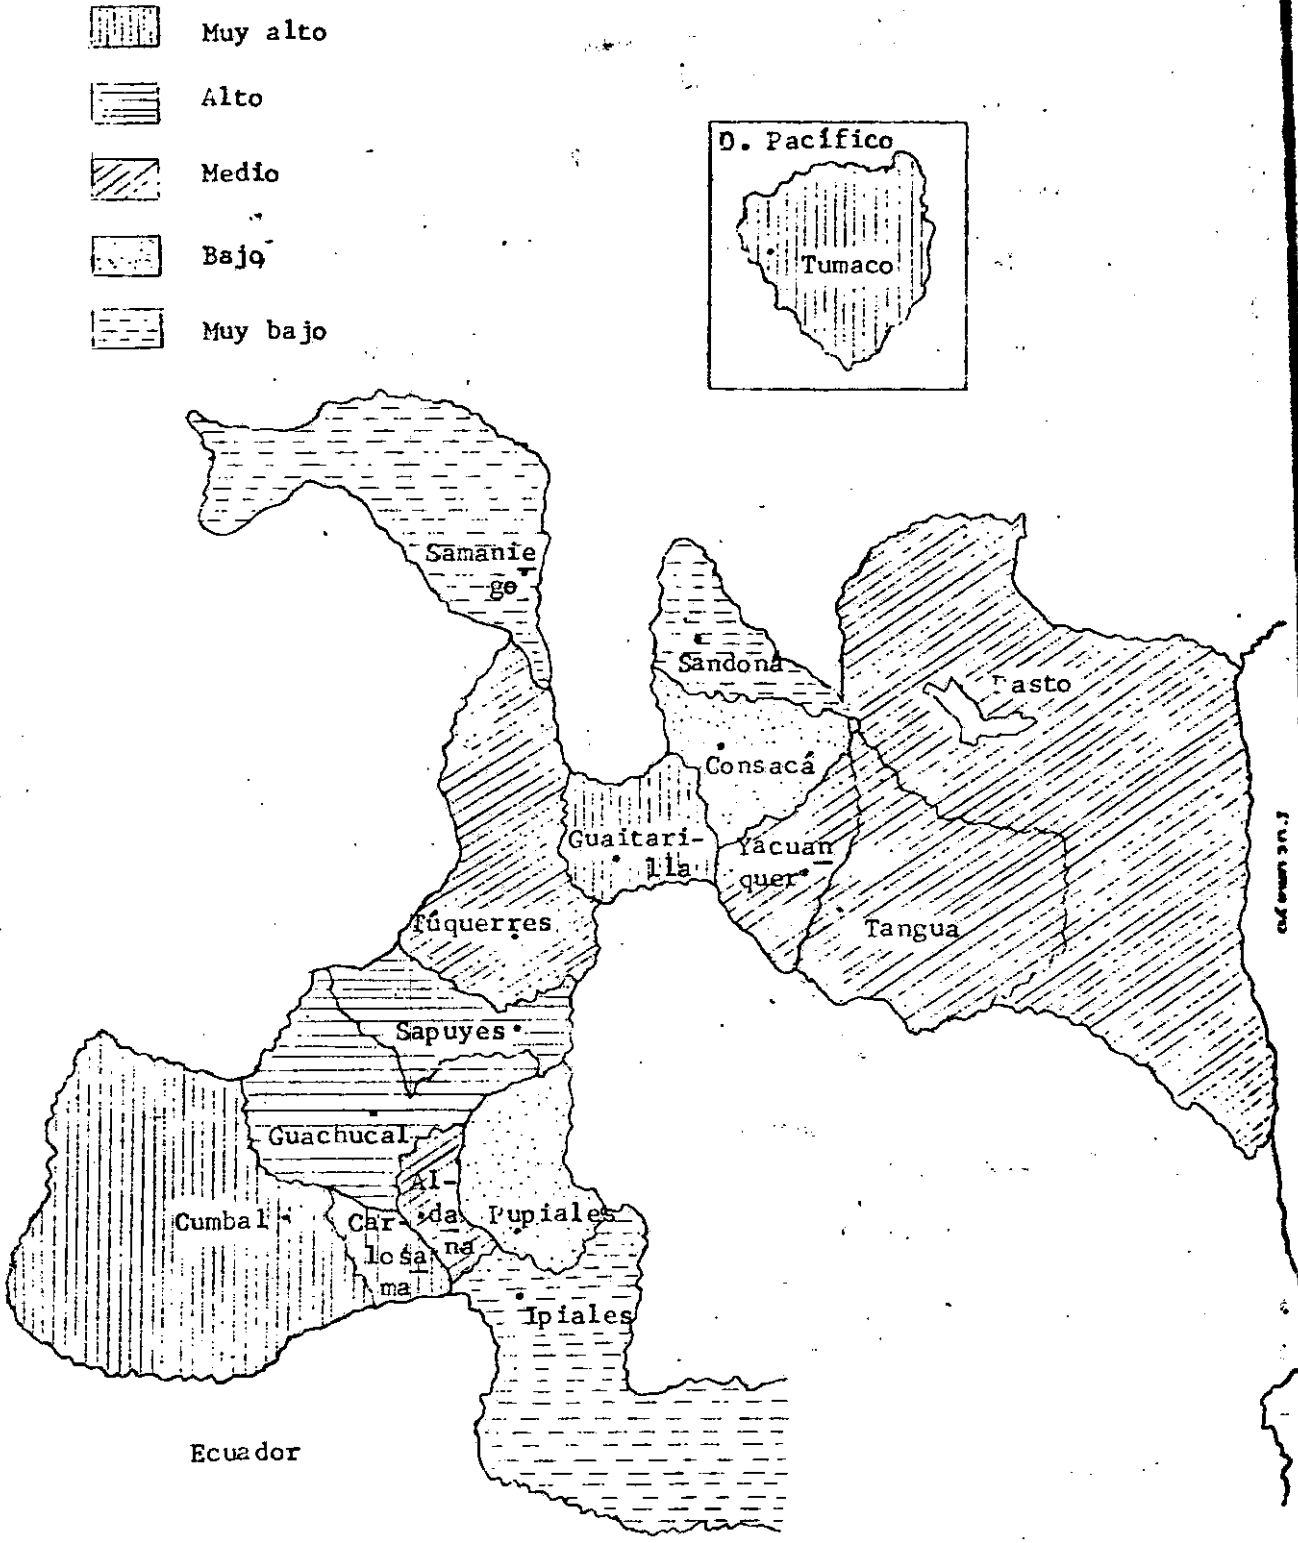 Muy alto
Alto
Medio
Bajo
Muy bajo
O. Pacífico
Tumaco
Samanie
go
Sandoná
Pasto
Consacá
Guaitari-
lla
Yacuan
quer
Túquerres
Tangua
Sapuyes
Guachucal
Al-
da
na
Cumbal
Car-
losa
ma
Pupiales
Ipiales
Ecuador
Putumayo